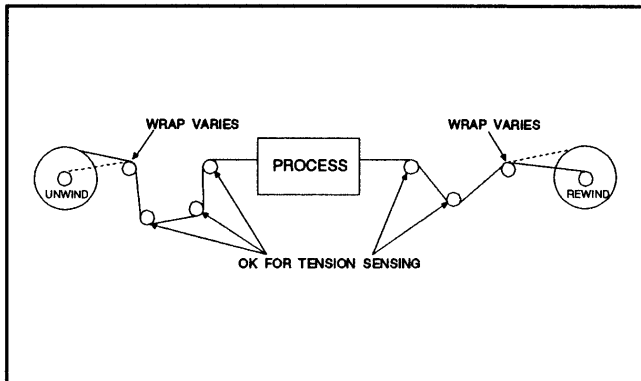 WRAP VARIES
WRAP VARIES
PROCESS
UNWIND
REWIND
OK FOR TENSION SENSING